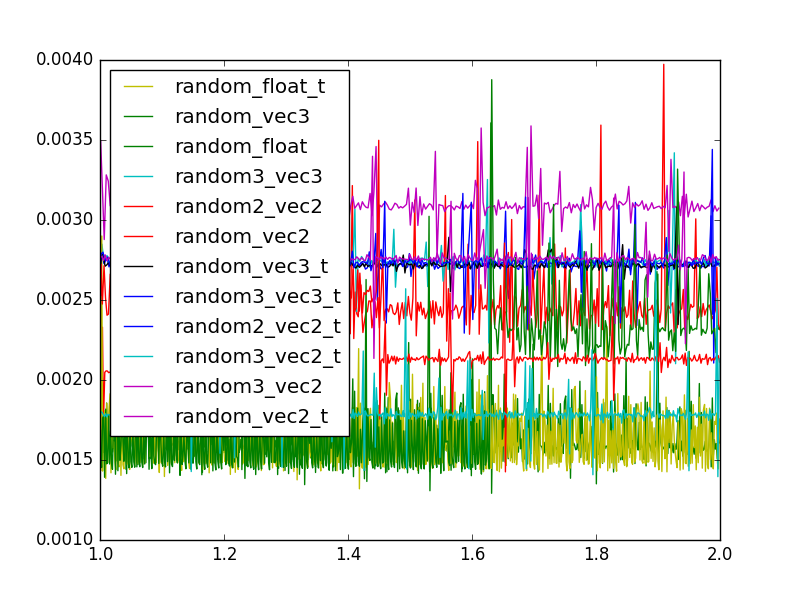 0.0040
0.0035
0.0030
0.0025
0.0020
0.0015
0.0010
random_float_t
random_vec3
random_float
random3_vec3
random2_vec2
random_vec2
random_vec3_t
random3_vec3_t
random2_vec2_t
random3_vec2_t
random3_vec2
random_vec2_t
1.0 1.2 1.4 1.6 1.8 2.0